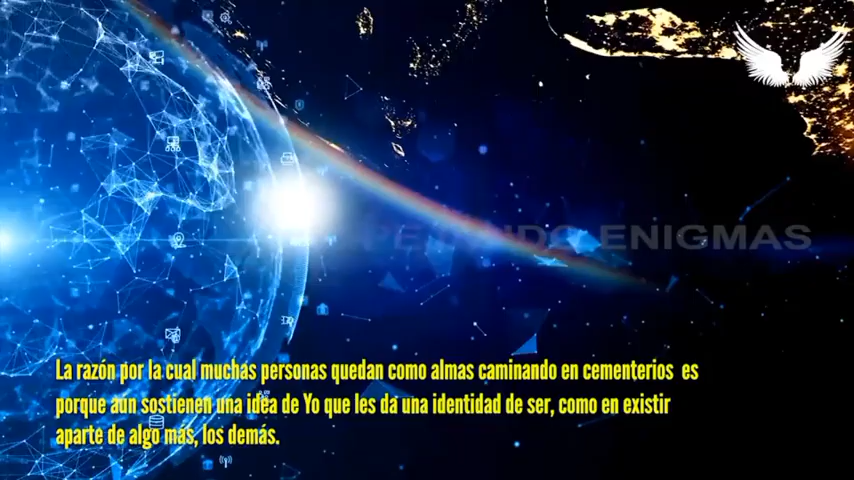 ENIGMAS
La razón por la cual muchas personas quedan como almas caminando en cementerios es
porque aun sostienen una idea de Yo que les da una identidad de ser, como en existir
aparte de algo más, los demás.